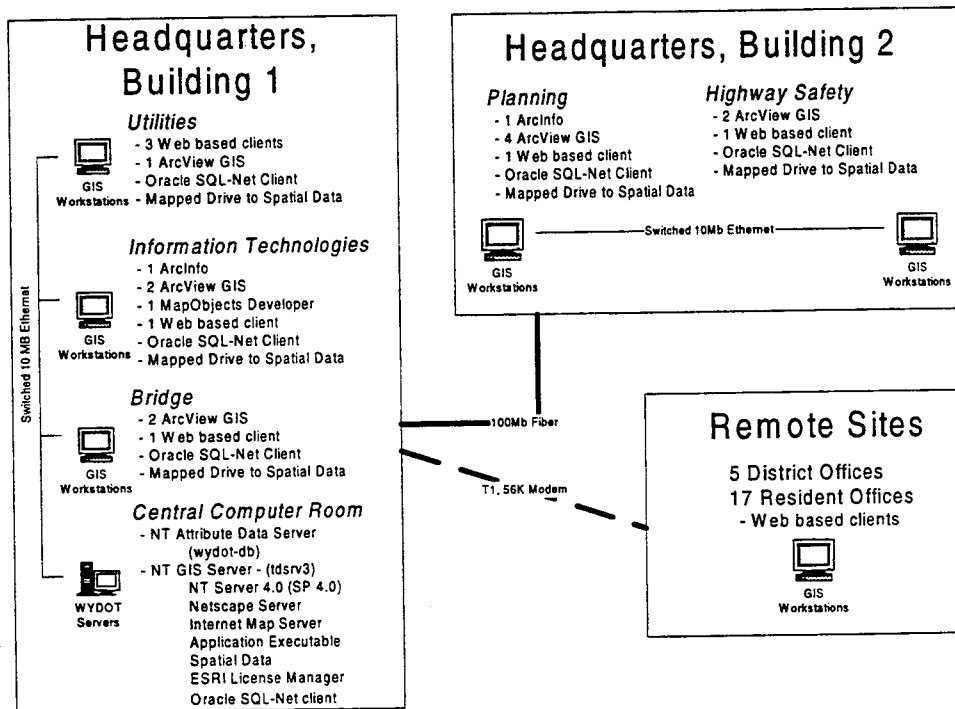 Headquarters,
Building 1
Utilities
- 3 Web based clients
- 1 ArcView GIS
- Oracle SQL-Net Client
- Mapped Drive to Spatial Data
GIS
Workstations
Information Technologies
- 1 ArcInfo
- 2 ArcView GIS
- 1 MapObjects Developer
- 1 Web based client
- Oracle SQL-Net Client
- Mapped Drive to Spatial Data
GIS
Workstations
Switched 10 MB Ethernet
Bridge
- 2 ArcView GIS
- 1 Web based client
- Oracle SQL-Net Client
- Mapped Drive to Spatial Data
GIS
Workstations
Central Computer Room
- NT Attribute Data Server
(wydot-db)
- NT GIS Server - (tdsrv3)
NT Server 4.0 (SP 4.0)
Netscape Server
Internet Map Server
Application Executable
Spatial Data
ESRI License Manager
Oracle SQL-Net client
WYDOT
Servers
Headquarters, Building 2
Planning
- 1 ArcInfo
- 4 ArcView GIS
- 1 Web based client
- Oracle SQL-Net Client
- Mapped Drive to Spatial Data
GIS
Workstations
Highway Safety
- 2 ArcView GIS
- 1 Web based client
- Oracle SQL-Net Client
- Mapped Drive to Spatial Data
Switched 10Mb Ethernet
GIS
Workstations
100Mb Fiber
T1, 56K Modem
Remote Sites
5 District Offices
17 Resident Offices
- Web based clients
GIS
Workstations